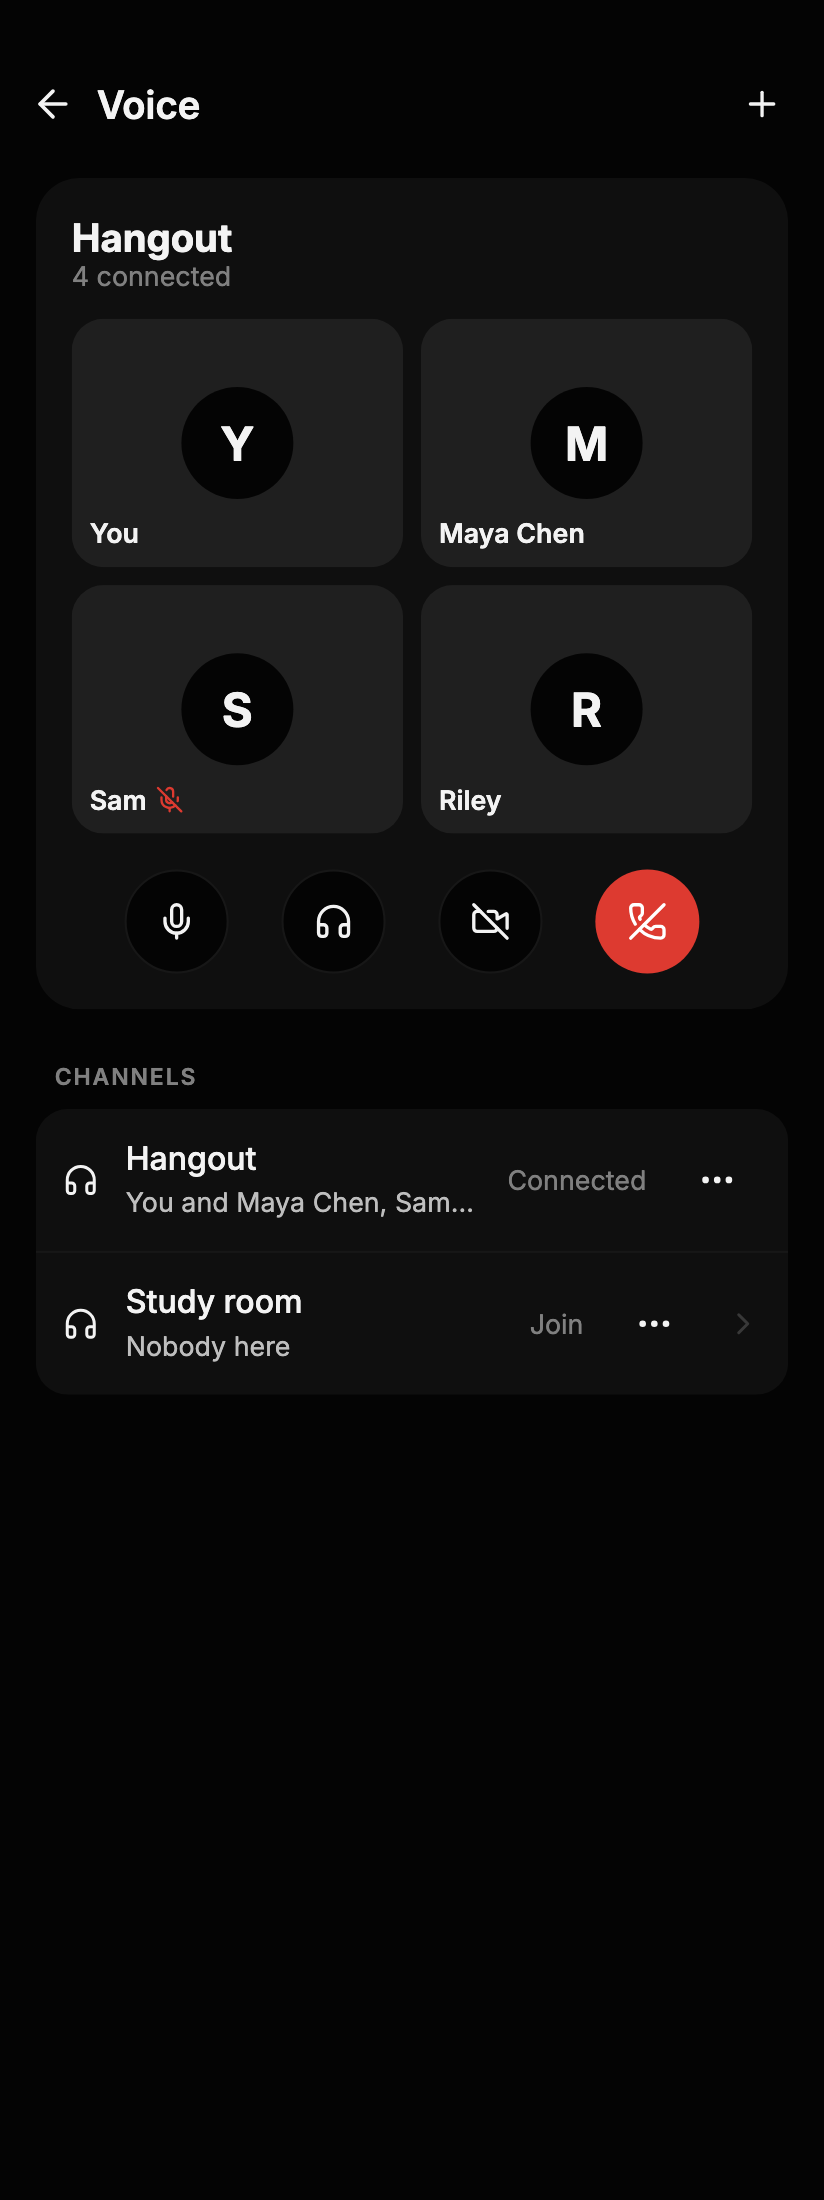 Voice
Hangout
4 connected
Y
M
You
Maya Chen
S
R
Sam
Riley
CHANNELS
Hangout
You and Maya Chen, Sam...
Connected
Study room
Nobody here
Join